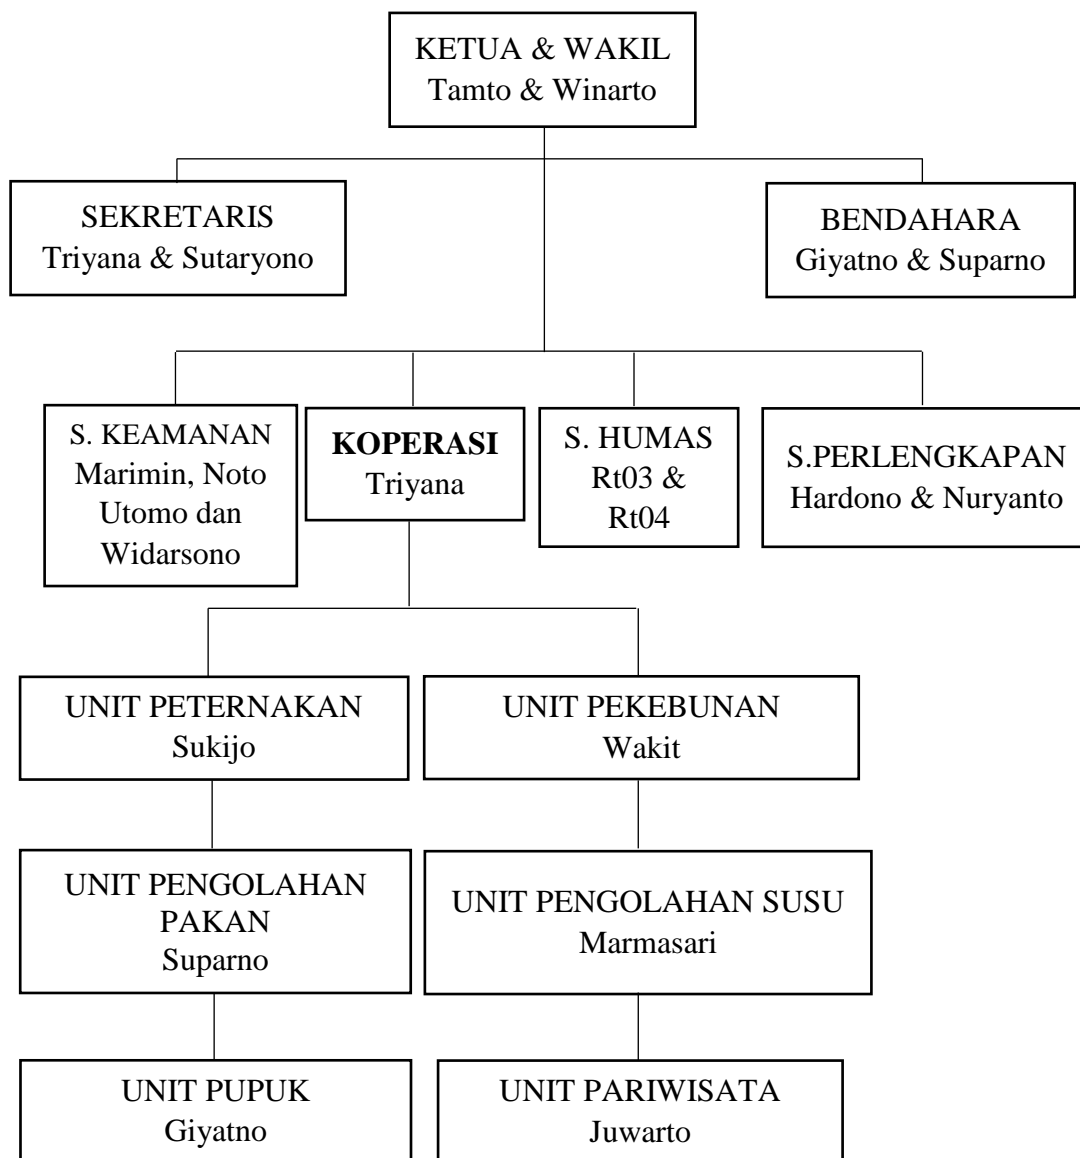 KETUA & WAKIL
Tamto & Winarto
SEKRETARIS
Triyana & Sutaryono
BENDAHARA
Giyatno & Suparno
S. KEAMANAN
Marimin, Noto
Utomo dan
Widarsono
KOPERASI
Triyana
S. HUMAS
Rt03 &
Rt04
S.PERLENGKAPAN
Hardono & Nuryanto
UNIT PETERNAKAN
Sukijo
UNIT PEKEBUNAN
Wakit
UNIT PENGOLAHAN
PAKAN
Suparno
UNIT PENGOLAHAN SUSU
Marmasari
UNIT PUPUK
Giyatno
UNIT PARIWISATA
Juwarto